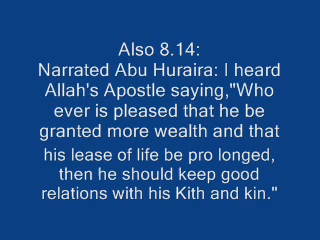 Also 8.14:
Narrated Abu Huraira: I heard
Allah's Apostle saying,"Who
ever is pleased that he be
granted more wealth and that
his lease of life be pro longed,
then he should keep good
relations with his Kith and kin."